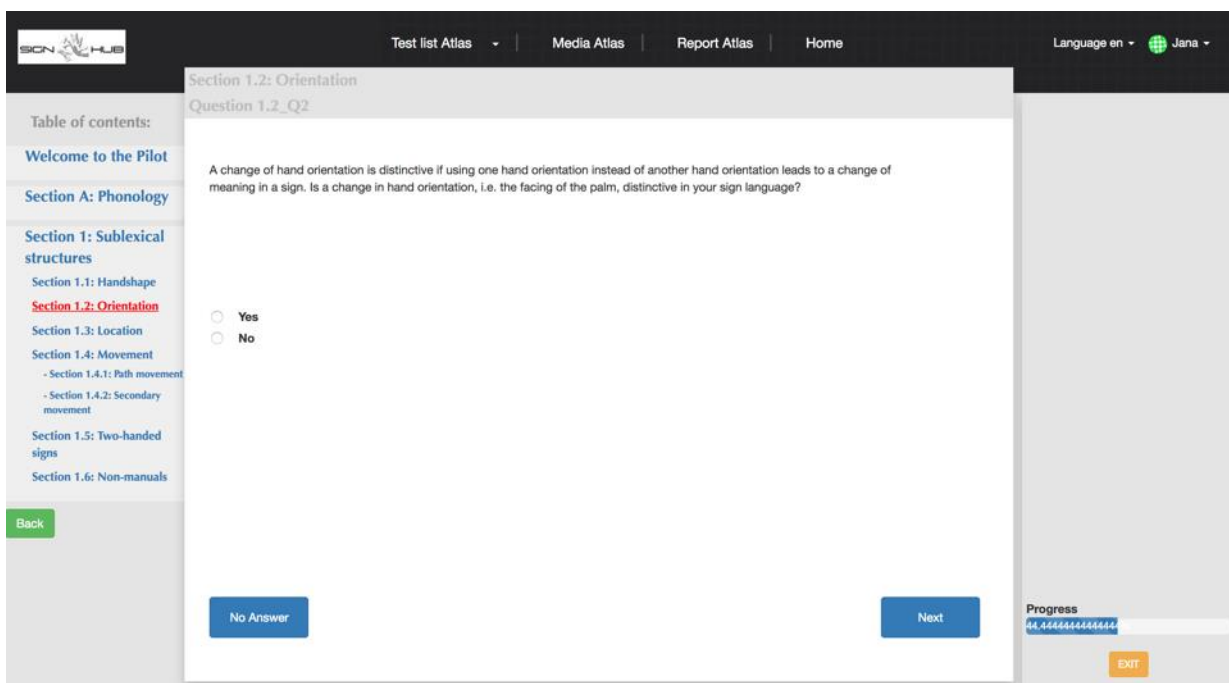 SIGN HUB
Test list Atlas
Media Atlas
Report Atlas
Home
Language en
Jana
Table of contents:
Welcome to the Pilot
Section A: Phonology
Section 1: Sublexical
structures
Section 1.1: Handshape
Section 1.2: Orientation
Section 1.3: Location
Section 1.4: Movement
- Section 1.4.1: Path movement
- Section 1.4.2: Secondary
movement
Section 1.5: Two-handed
signs
Section 1.6: Non-manuals
Back
Section 1.2: Orientation
Question 1.2_Q2
A change of hand orientation is distinctive if using one hand orientation instead of another hand orientation leads to a change of
meaning in a sign. Is a change in hand orientation, i.e. the facing of the palm, distinctive in your sign language?
Yes
No
No Answer
Next
Progress
44.44444444444444
EXIT